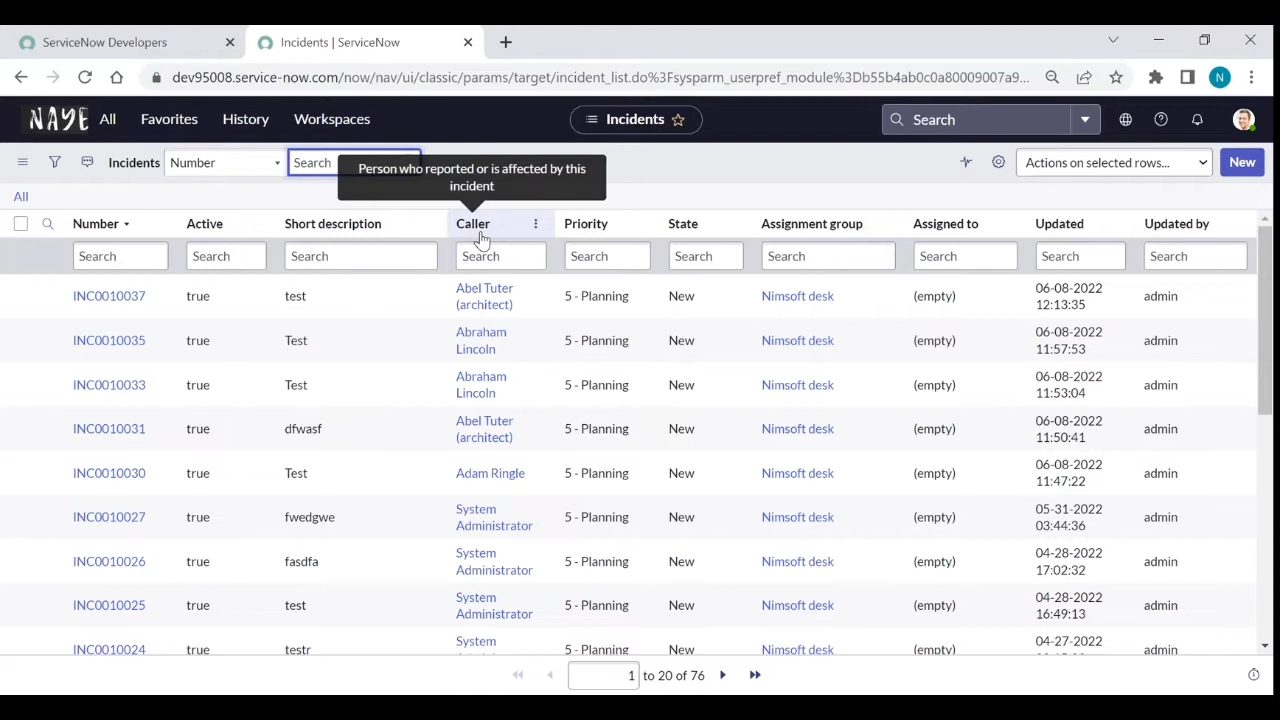 ServiceNow Developers
Incidents | ServiceNow
dev95008.service-now.com/now/nav/ui/classic/params/target/incident_list.do%3Fsysparm_userpref_module%3Db55b4ab0c0a80009007a9...
N
NAYE All Favorites History Workspaces Incidents Search
Incidents Number Search Actions on selected rows... New
Person who reported or is affected by this
incident
All
Number Active Short description Caller Priority State Assignment group Assigned to Updated Updated by
Search Search Search Search Search Search Search Search Search Search
INC0010037 true test Abel Tuter (architect) 5 - Planning New Nimsoft desk (empty) 06-08-2022 12:13:35 admin
INC0010035 true Test Abraham Lincoln 5 - Planning New Nimsoft desk (empty) 06-08-2022 11:57:53 admin
INC0010033 true Test Abraham Lincoln 5 - Planning New Nimsoft desk (empty) 06-08-2022 11:53:04 admin
INC0010031 true dfwasf Abel Tuter (architect) 5 - Planning New Nimsoft desk (empty) 06-08-2022 11:50:41 admin
INC0010030 true Test Adam Ringle 5 - Planning New Nimsoft desk (empty) 06-08-2022 11:47:22 admin
INC0010027 true fwedgwe System Administrator 5 - Planning New Nimsoft desk (empty) 05-31-2022 03:44:36 admin
INC0010026 true fasdfa System Administrator 5 - Planning New Nimsoft desk (empty) 04-28-2022 17:02:32 admin
INC0010025 true test System Administrator 5 - Planning New Nimsoft desk (empty) 04-28-2022 16:49:13 admin
INC0010024 true testr System 5 - Planning New Nimsoft desk (empty) 04-27-2022 admin
1 to 20 of 76